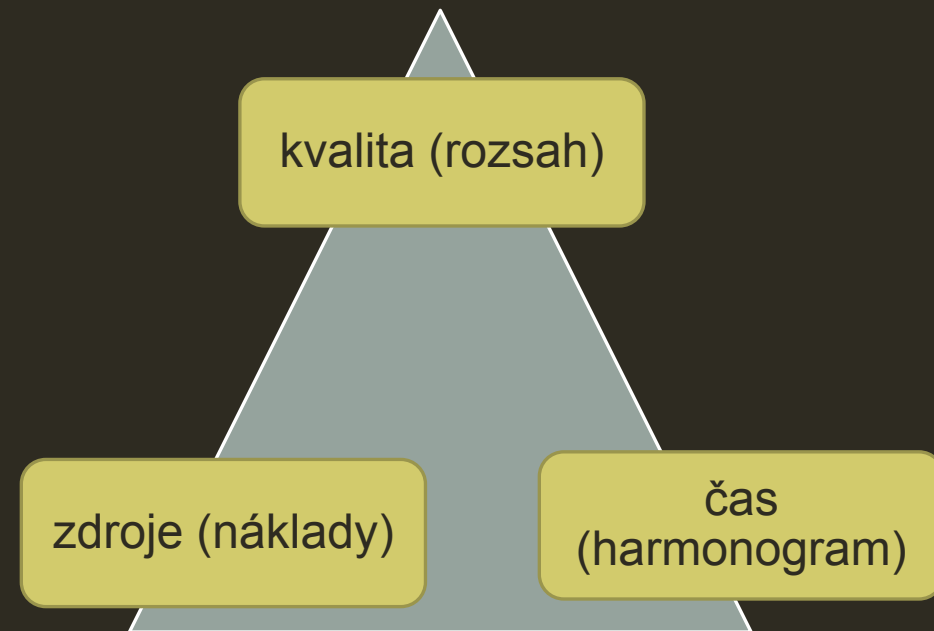 kvalita (rozsah)
zdroje (náklady)
čas
(harmonogram)